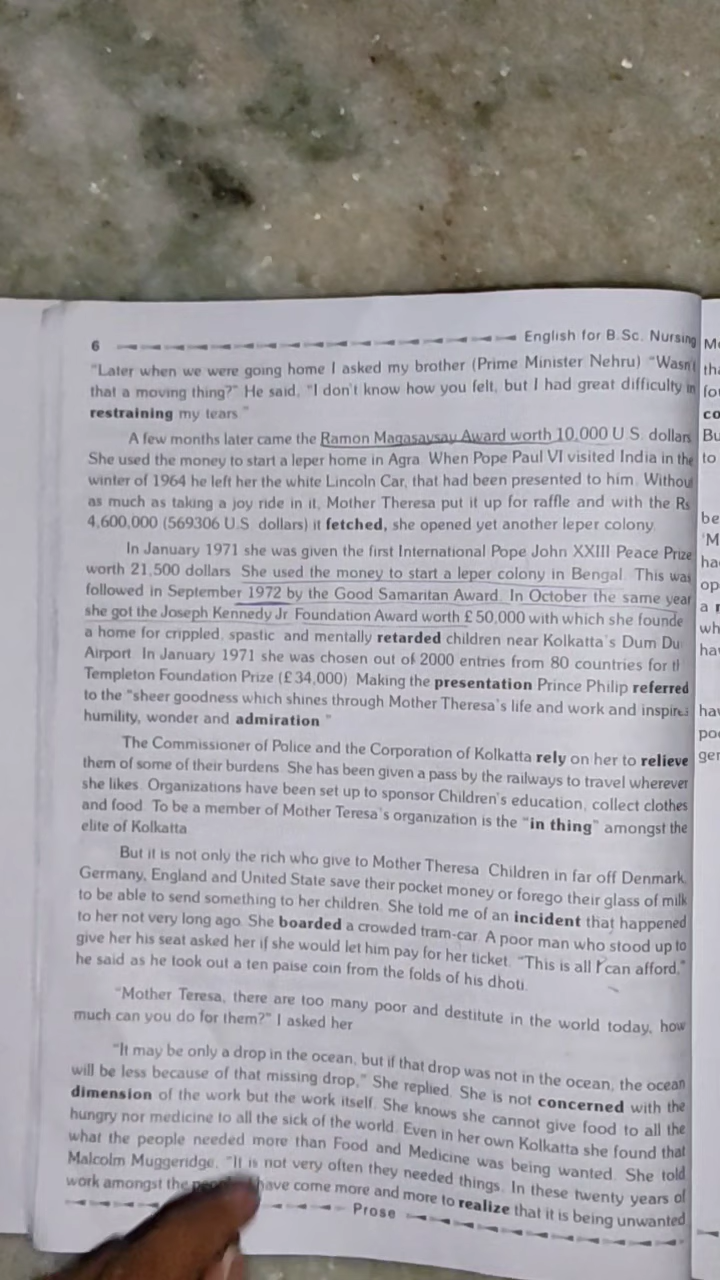 6 English for B.Sc. Nursing
"Later when we were going home I asked my brother (Prime Minister Nehru) "Wasn't
that a moving thing?" He said, "I don't know how you felt, but I had great difficulty in
restraining my tears."
A few months later came the Ramon Magasaysay Award worth 10,000 U.S. dollars
She used the money to start a leper home in Agra. When Pope Paul VI visited India in the
winter of 1964 he left her the white Lincoln Car, that had been presented to him. Without
as much as taking a joy ride in it, Mother Theresa put it up for raffle and with the Rs
4,600,000 (569306 U.S. dollars) it fetched, she opened yet another leper colony.
In January 1971 she was given the first International Pope John XXIII Peace Prize
worth 21,500 dollars. She used the money to start a leper colony in Bengal. This was
followed in September 1972 by the Good Samaritan Award. In October the same year
she got the Joseph Kennedy Jr. Foundation Award worth £ 50,000 with which she founde
a home for crippled, spastic and mentally retarded children near Kolkatta's Dum Du
Airport. In January 1971 she was chosen out of 2000 entries from 80 countries for th
Templeton Foundation Prize (£ 34,000). Making the presentation Prince Philip referred
to the "sheer goodness which shines through Mother Theresa's life and work and inspires
humility, wonder and admiration."
The Commissioner of Police and the Corporation of Kolkatta rely on her to relieve
them of some of their burdens. She has been given a pass by the railways to travel wherever
she likes. Organizations have been set up to sponsor Children's education, collect clothes
and food. To be a member of Mother Teresa's organization is the "in thing" amongst the
elite of Kolkatta.
But it is not only the rich who give to Mother Theresa. Children in far off Denmark,
Germany, England and United State save their pocket money or forego their glass of milk
to be able to send something to her children. She told me of an incident that happened
to her not very long ago. She boarded a crowded tram-car. A poor man who stood up to
give her his seat asked her if she would let him pay for her ticket. "This is all I can afford,"
he said as he took out a ten paise coin from the folds of his dhoti.
"Mother Teresa, there are too many poor and destitute in the world today, how
much can you do for them?" I asked her.
"It may be only a drop in the ocean, but if that drop was not in the ocean, the ocean
will be less because of that missing drop," She replied. She is not concerned with the
dimension of the work but the work itself. She knows she cannot give food to all the
hungry nor medicine to all the sick of the world. Even in her own Kolkatta she found that
what the people needed more than Food and Medicine was being wanted. She told
Malcolm Muggeridge, "It is not very often they needed things. In these twenty years of
work amongst the people I have come more and more to realize that it is being unwanted
Prose